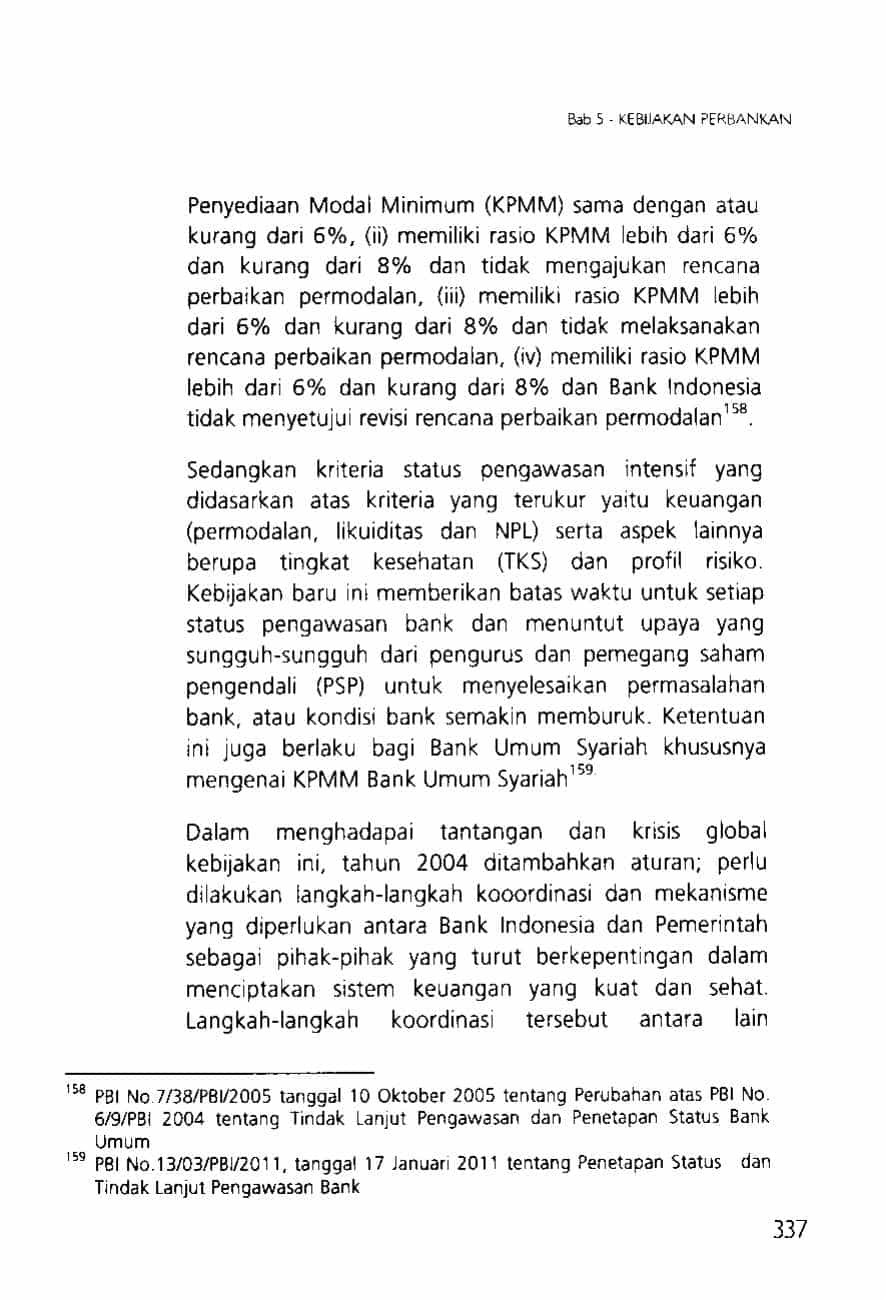 Bab 5 - KEBIJAKAN PERBANKAN
Penyediaan Modal Minimum (KPMM) sama dengan atau
kurang dari 6%, (ii) memiliki rasio KPMM lebih dari 6%
dan kurang dari 8% dan tidak mengajukan rencana
perbaikan permodalan, (iii) memiliki rasio KPMM lebih
dari 6% dan kurang dari 8% dan tidak melaksanakan
rencana perbaikan permodalan, (iv) memiliki rasio KPMM
lebih dari 6% dan kurang dari 8% dan Bank Indonesia
tidak menyetujui revisi rencana perbaikan permodalan¹⁵⁸.
Sedangkan kriteria status pengawasan intensif yang
didasarkan atas kriteria yang terukur yaitu keuangan
(permodalan, likuiditas dan NPL) serta aspek lainnya
berupa tingkat kesehatan (TKS) dan profil risiko.
Kebijakan baru ini memberikan batas waktu untuk setiap
status pengawasan bank dan menuntut upaya yang
sungguh-sungguh dari pengurus dan pemegang saham
pengendali (PSP) untuk menyelesaikan permasalahan
bank, atau kondisi bank semakin memburuk. Ketentuan
ini juga berlaku bagi Bank Umum Syariah khususnya
mengenai KPMM Bank Umum Syariah¹⁵⁹.
Dalam menghadapai tantangan dan krisis global
kebijakan ini, tahun 2004 ditambahkan aturan; perlu
dilakukan langkah-langkah kooordinasi dan mekanisme
yang diperlukan antara Bank Indonesia dan Pemerintah
sebagai pihak-pihak yang turut berkepentingan dalam
menciptakan sistem keuangan yang kuat dan sehat.
Langkah-langkah koordinasi tersebut antara lain
¹⁵⁸ PBI No.7/38/PBI/2005 tanggal 10 Oktober 2005 tentang Perubahan atas PBI No.
6/9/PBI 2004 tentang Tindak Lanjut Pengawasan dan Penetapan Status Bank
Umum
¹⁵⁹ PBI No.13/03/PBI/2011, tanggal 17 Januari 2011 tentang Penetapan Status dan
Tindak Lanjut Pengawasan Bank
337